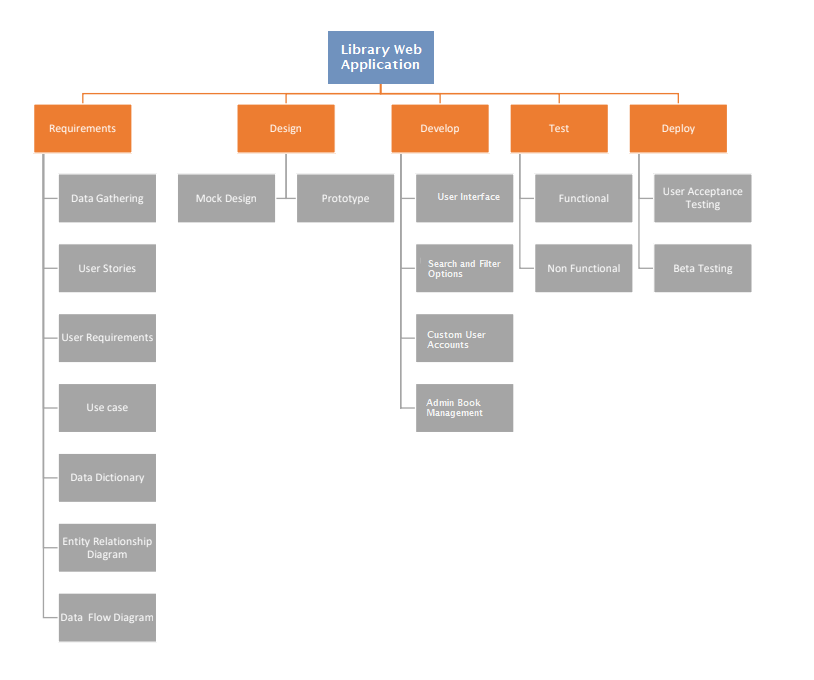 Library Web
Application
Requirements
Design
Develop
Test
Deploy
Data Gathering
Mock Design
Prototype
User Interface
Functional
User Acceptance
Testing
User Stories
Search and Filter
Options
Non Functional
Beta Testing
User Requirements
Custom User
Accounts
Use case
Admin Book
Management
Data Dictionary
Entity Relationship
Diagram
Data Flow Diagram